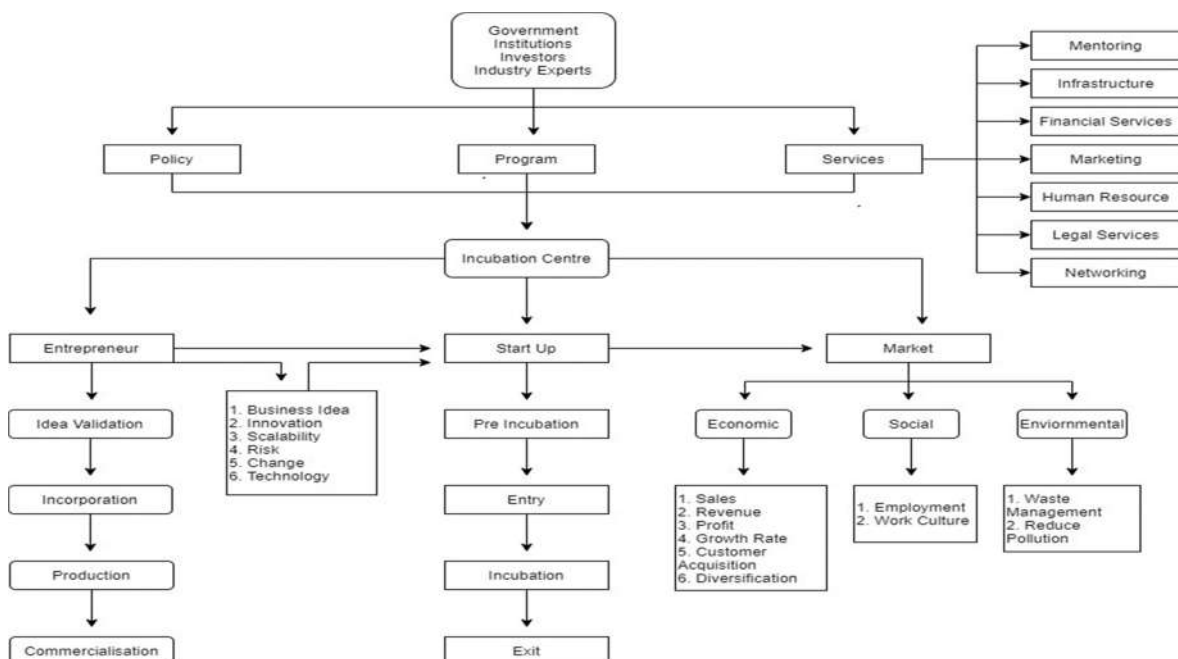 Government
Institutions
Investors
Industry Experts
Mentoring
Infrastructure
Financial Services
Marketing
Human Resource
Legal Services
Networking
Policy
Program
Services
Incubation Centre
Entrepreneur
Start Up
Market
1. Business Idea
2. Innovation
3. Scalability
4. Risk
5. Change
6. Technology
Idea Validation
Incorporation
Production
Commercialisation
Pre Incubation
Entry
Incubation
Exit
Economic
Social
Enviornmental
1. Sales
2. Revenue
3. Profit
4. Growth Rate
5. Customer
Acquisition
6. Diversification
1. Employment
2. Work Culture
1. Waste
Management
2. Reduce
Pollution